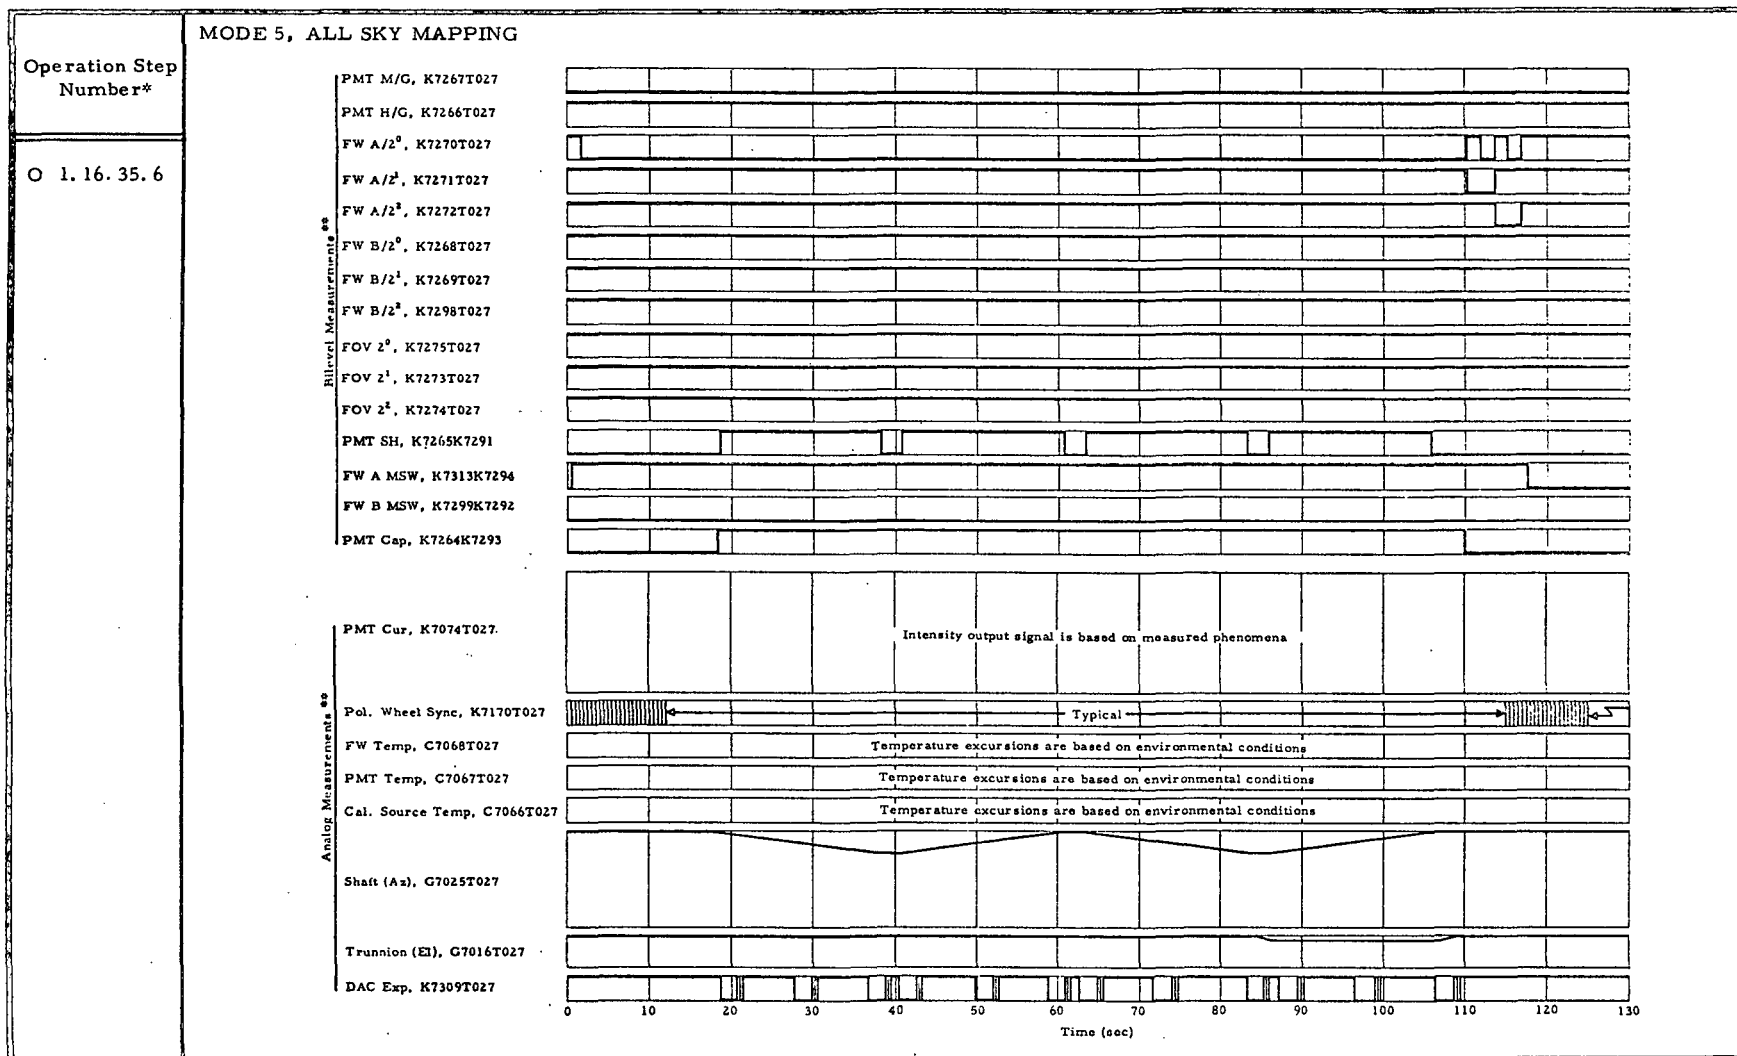 MODE 5, ALL SKY MAPPING
Operation Step
Number*
O 1.16.35.6
Bilevel Measurements **
PMT M/G, K7267T027
PMT H/G, K7266T027
FW A/2⁰, K7270T027
FW A/2¹, K7271T027
FW A/2², K7272T027
FW B/2⁰, K7268T027
FW B/2¹, K7269T027
FW B/2², K7298T027
FOV 2⁰, K7275T027
FOV 2¹, K7273T027
FOV 2², K7274T027
PMT SH, K7265K7291
FW A MSW, K7313K7294
FW B MSW, K7299K7292
PMT Cap, K7264K7293
Analog Measurements **
PMT Cur, K7074T027
Intensity output signal is based on measured phenomena
Pol. Wheel Sync, K7170T027
Typical
FW Temp, C7068T027
Temperature excursions are based on environmental conditions
PMT Temp, C7067T027
Temperature excursions are based on environmental conditions
Cal. Source Temp, C7066T027
Temperature excursions are based on environmental conditions
Shaft (Az), G7025T027
Trunnion (El), G7016T027
DAC Exp, K7309T027
0 10 20 30 40 50 60 70 80 90 100 110 120 130
Time (sec)